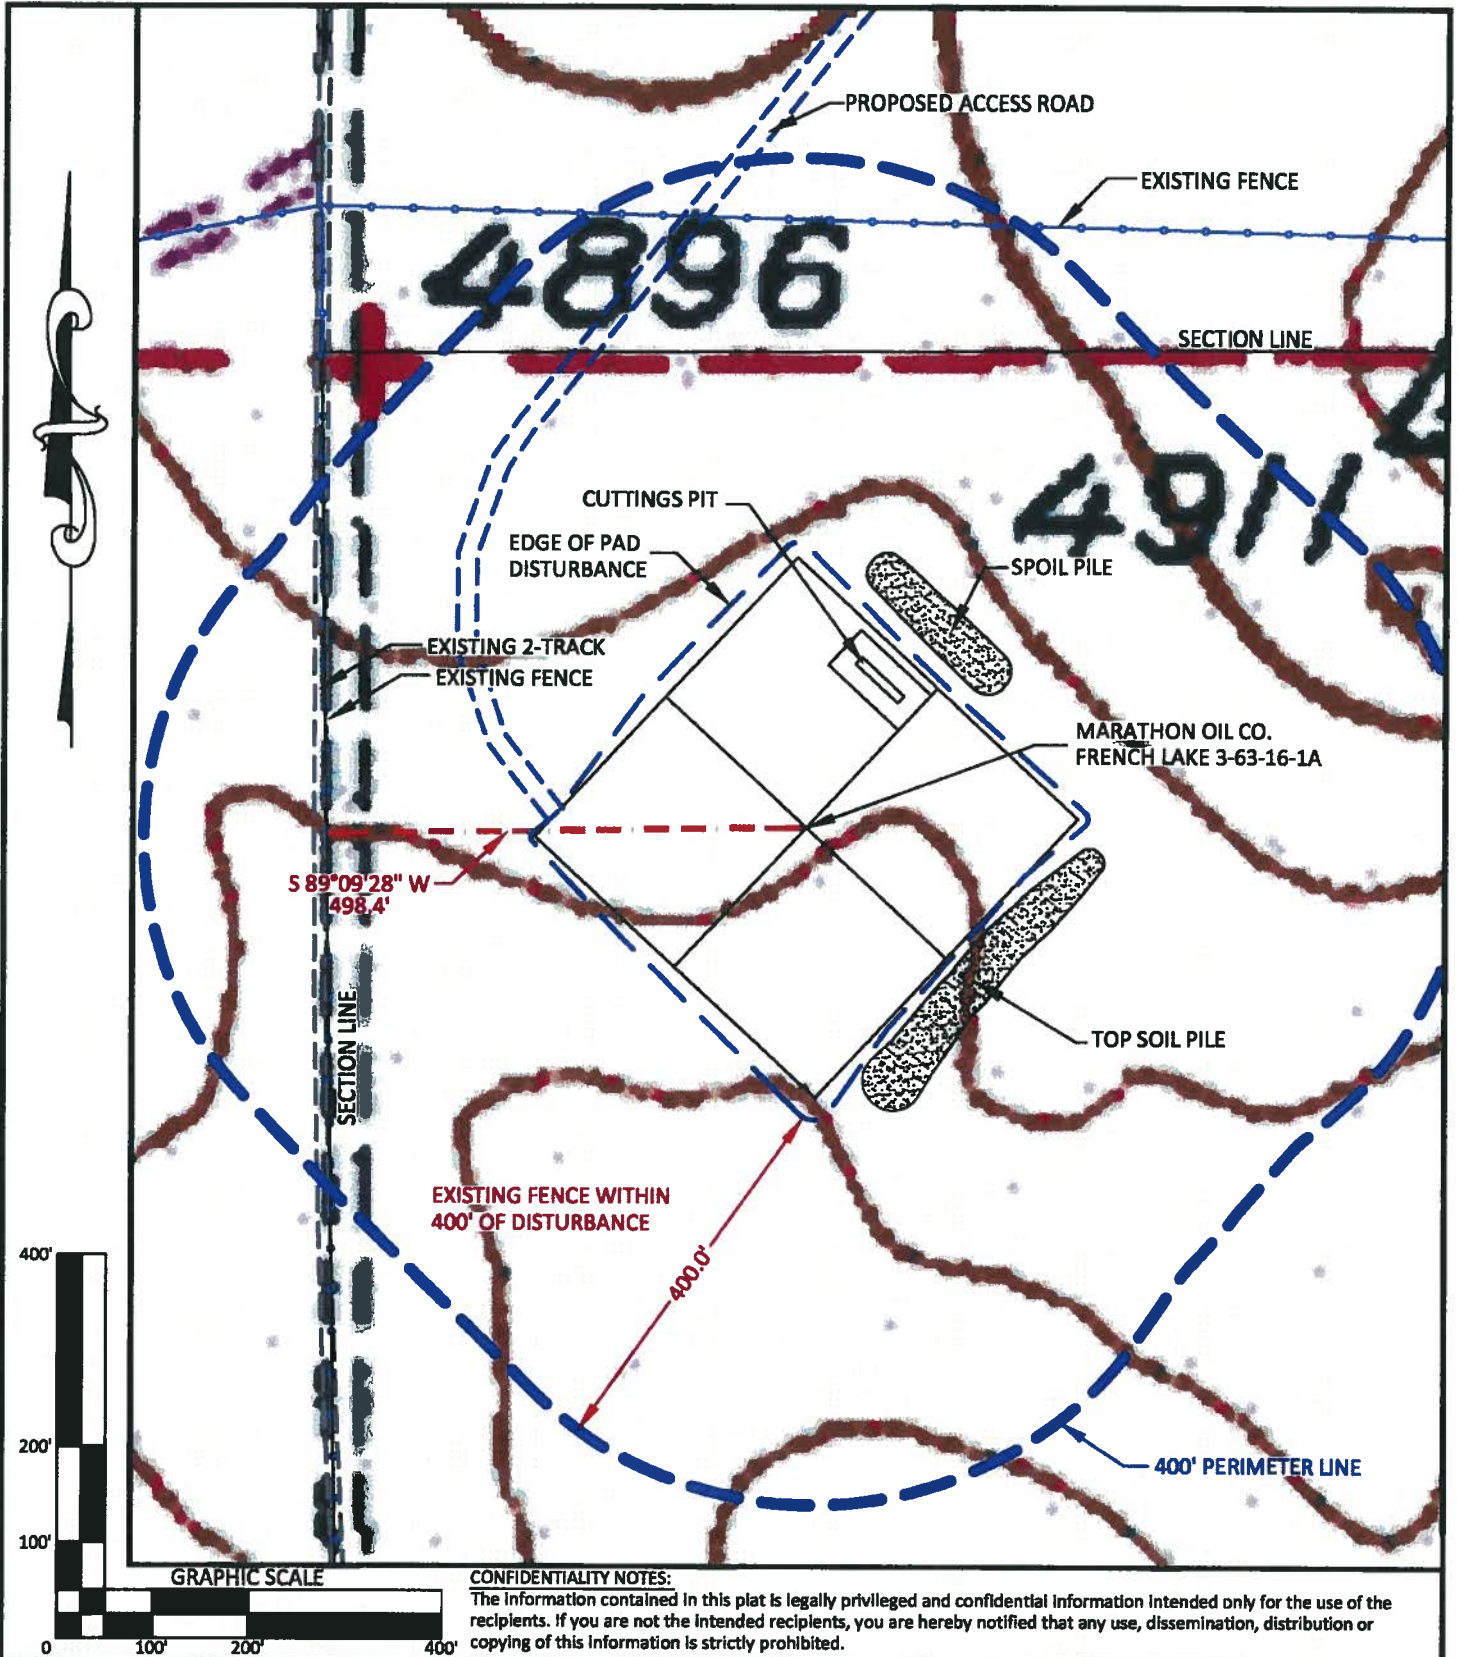 PROPOSED ACCESS ROAD
EXISTING FENCE
4896
SECTION LINE
4911
CUTTINGS PIT
EDGE OF PAD
DISTURBANCE
SPOIL PILE
EXISTING 2-TRACK
EXISTING FENCE
MARATHON OIL CO.
FRENCH LAKE 3-63-16-1A
S 89°09'28" W
498.4'
SECTION LINE
TOP SOIL PILE
EXISTING FENCE WITHIN
400' OF DISTURBANCE
400.0'
400' PERIMETER LINE
400'
200'
100'
GRAPHIC SCALE
0 100' 200' 400'
CONFIDENTIALITY NOTES:
The information contained in this plat is legally privileged and confidential information intended only for the use of the
recipients. If you are not the intended recipients, you are hereby notified that any use, dissemination, distribution or
copying of this information is strictly prohibited.